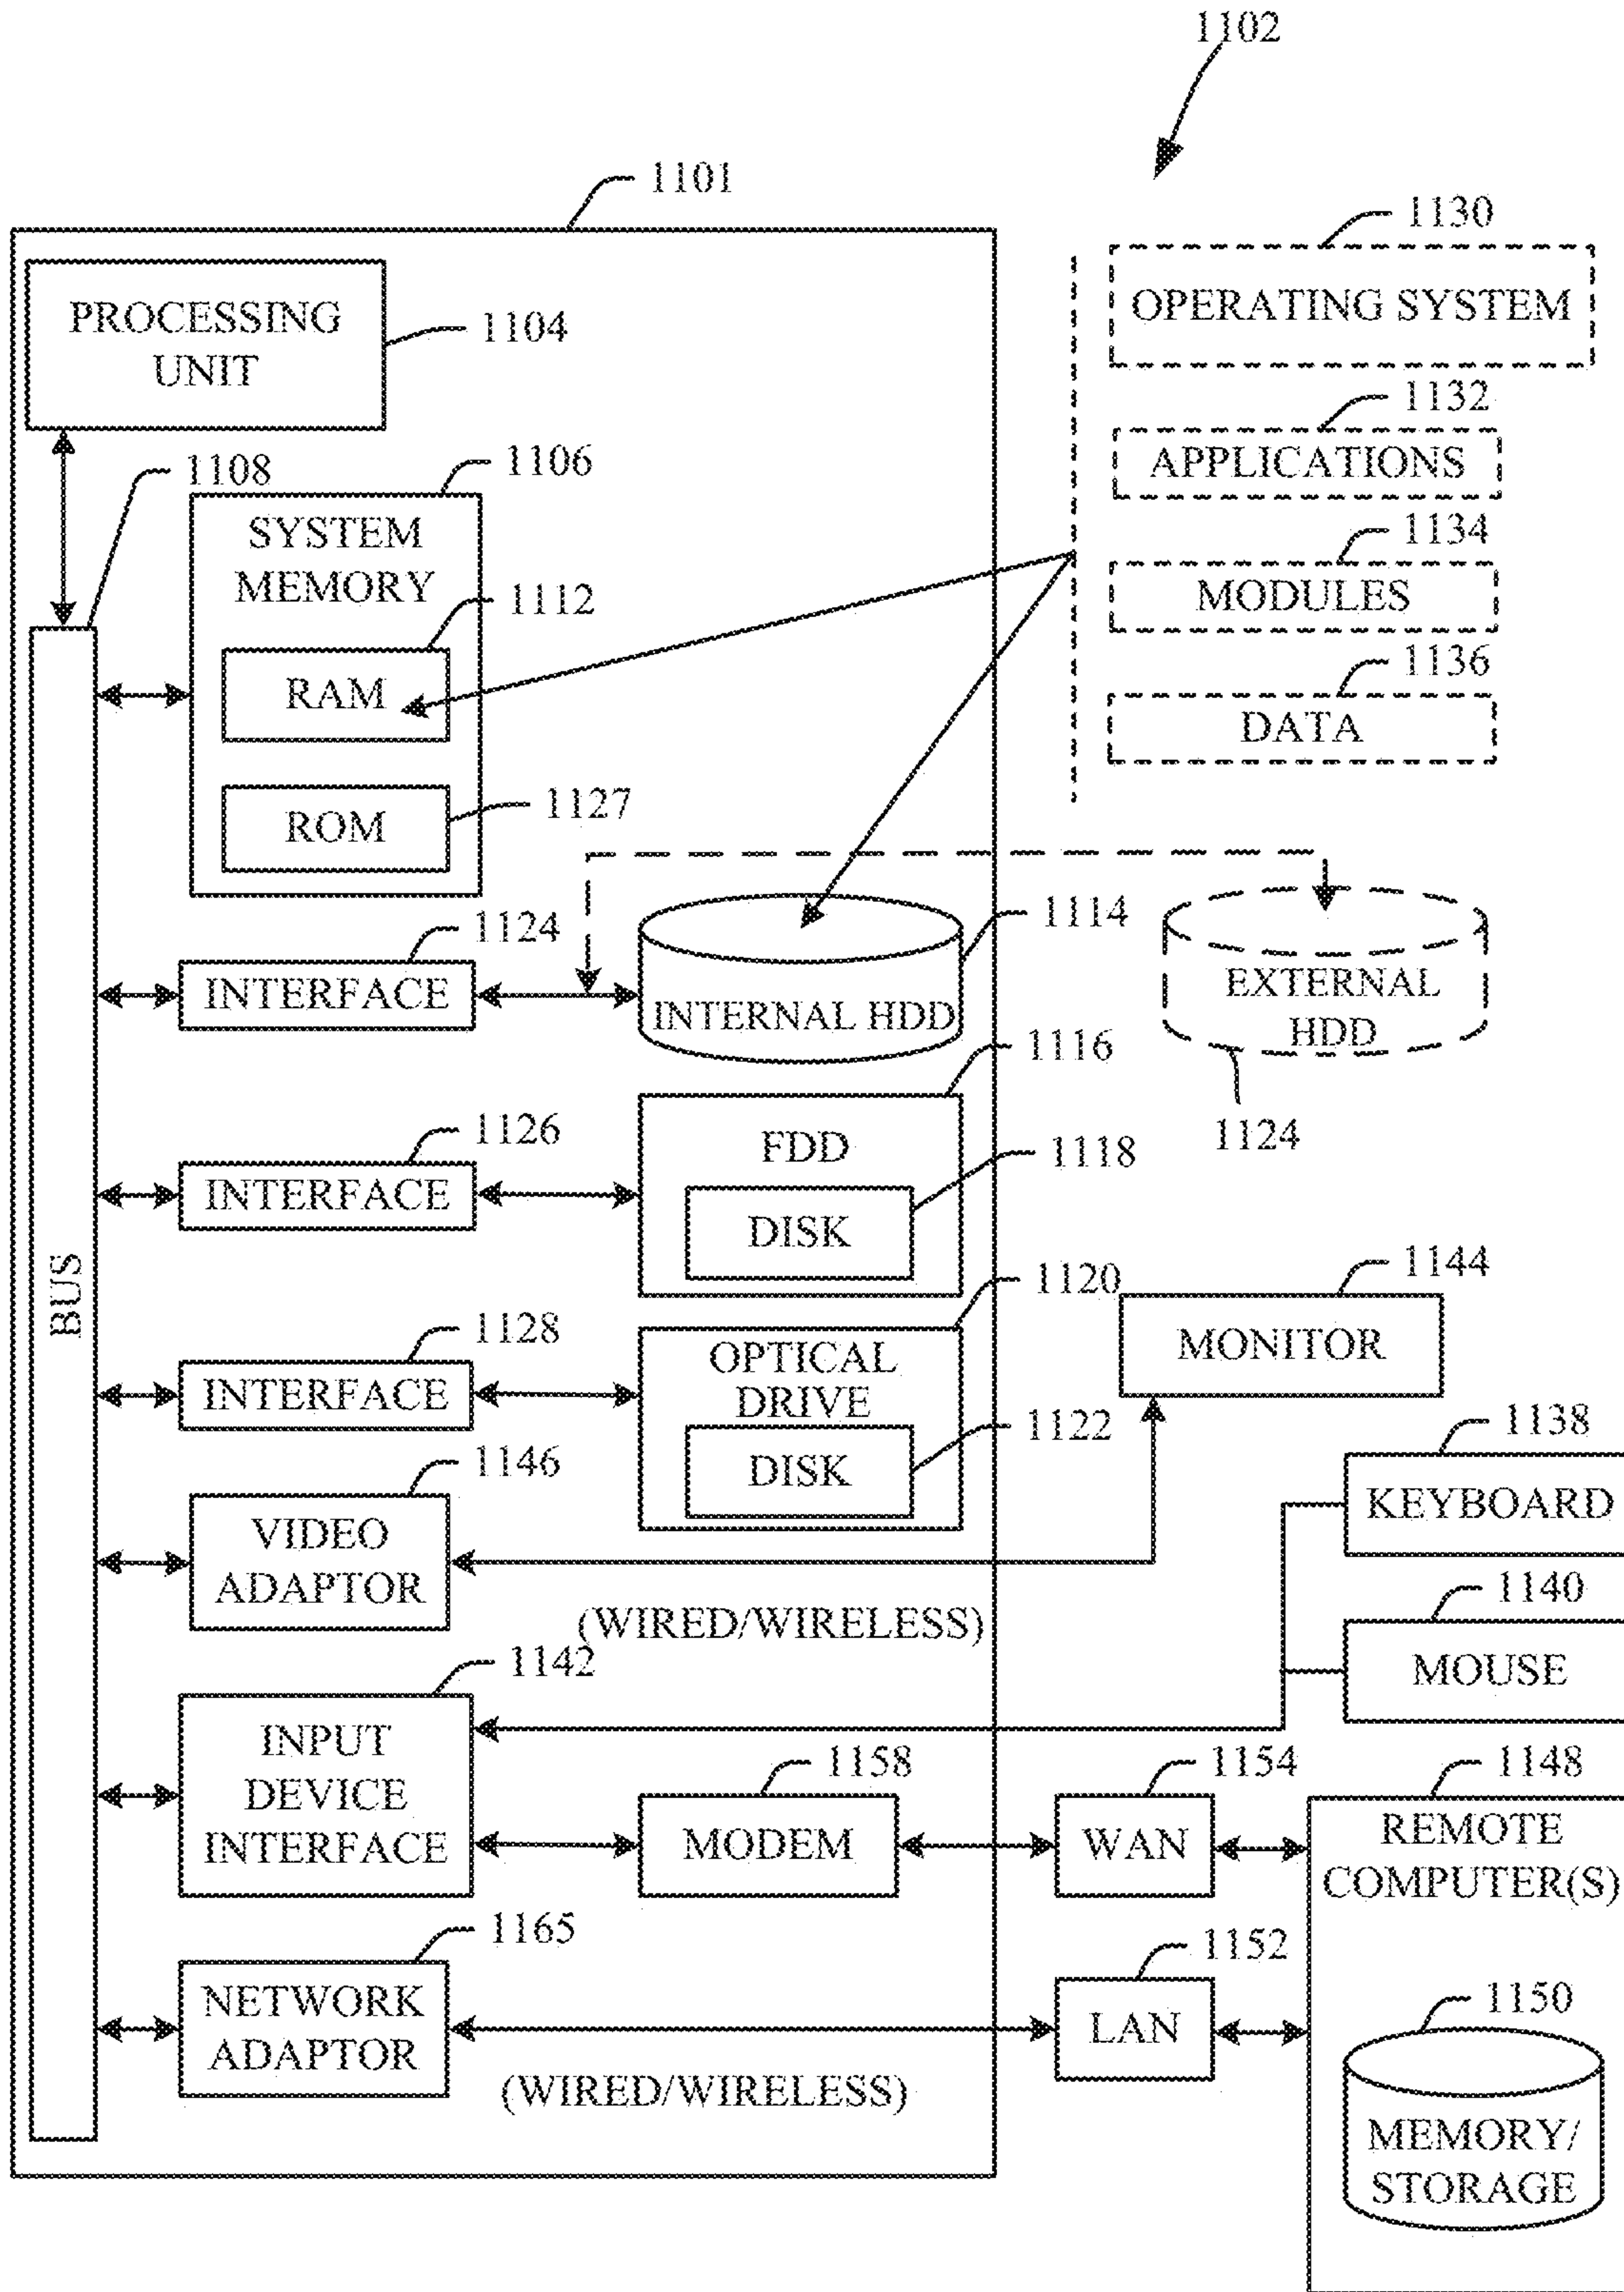 1102
1101
1130
OPERATING SYSTEM
PROCESSING
UNIT
1104
1132
APPLICATIONS
1108
1106
SYSTEM
MEMORY
1134
MODULES
1112
RAM
1136
DATA
1127
ROM
1124
INTERFACE
1114
INTERNAL HDD
EXTERNAL
HDD
1124
1116
FDD
1126
INTERFACE
1118
DISK
BUS
1120
OPTICAL
DRIVE
1144
MONITOR
1128
INTERFACE
1122
DISK
1138
KEYBOARD
1146
VIDEO
ADAPTOR
(WIRED/WIRELESS)
1140
MOUSE
1142
INPUT
DEVICE
INTERFACE
1158
MODEM
1154
WAN
1148
REMOTE
COMPUTER(S)
1165
NETWORK
ADAPTOR
(WIRED/WIRELESS)
1152
LAN
1150
MEMORY/
STORAGE